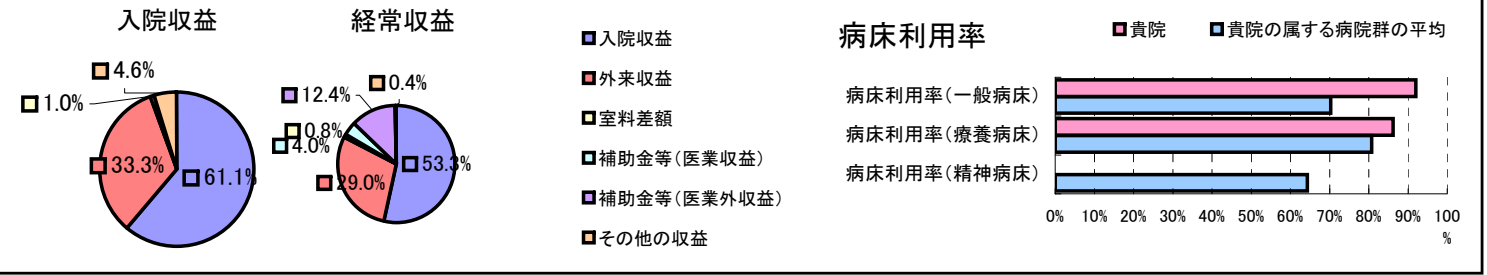 入院収益
4.6%
1.0%
33.3%
61.1%
経常収益
0.4%
12.4%
0.8%
4.0%
29.0%
53.3%
入院収益
外来収益
室料差額
補助金等(医業収益)
補助金等(医業外収益)
その他の収益
病床利用率
貴院
貴院の属する病院群の平均
病床利用率(一般病床)
病床利用率(療養病床)
病床利用率(精神病床)
0% 10% 20% 30% 40% 50% 60% 70% 80% 90% 100
%